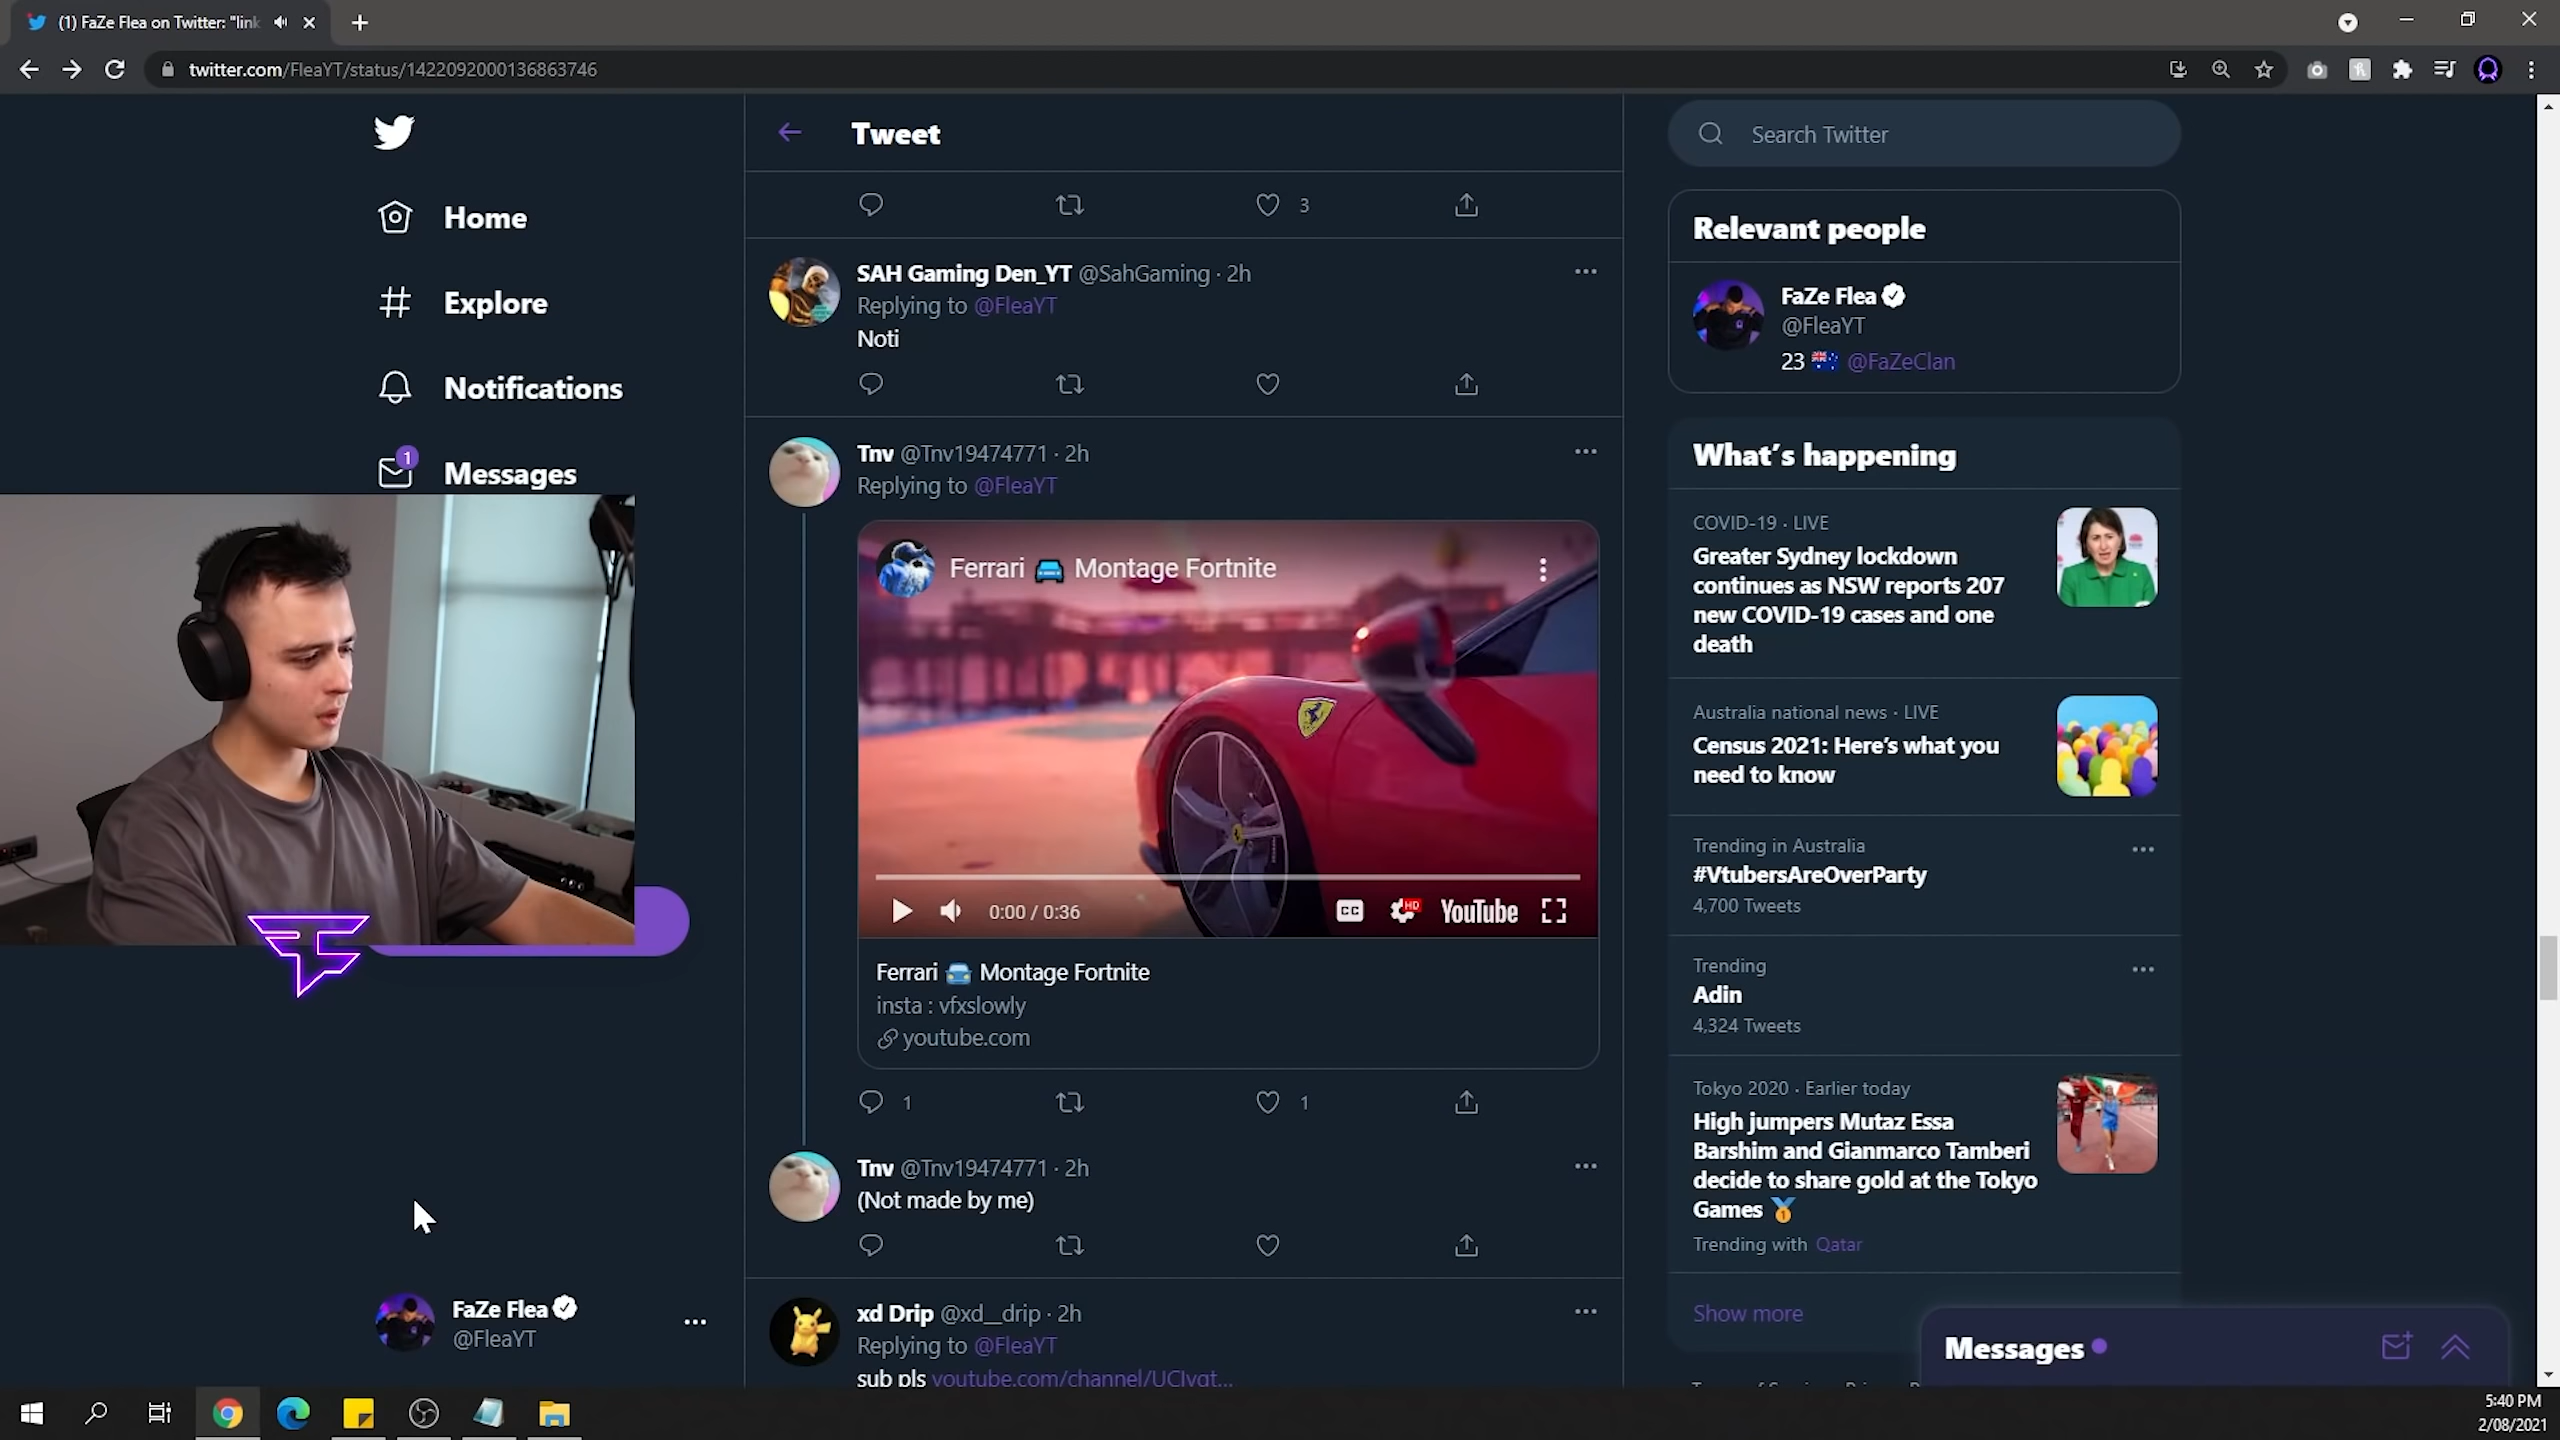 (1) FaZe Flea on Twitter: "link
twitter.com/FleaYT/status/1422092000136863746
Home
Explore
Notifications
1
Messages
FaZe Flea
@FleaYT
Tweet
3
SAH Gaming Den_YT @SahGaming · 2h
Replying to @FleaYT
Noti
Tnv @Tnv19474771 · 2h
Replying to @FleaYT
Ferrari 🚘 Montage Fortnite
0:00 / 0:36
CC
HD
YouTube
Ferrari 🚘 Montage Fortnite
insta : vfxslowly
youtube.com
1
1
Tnv @Tnv19474771 · 2h
(Not made by me)
xd Drip @xd__drip · 2h
Replying to @FleaYT
sub pls youtube.com/channel/UCIvgt...
Search Twitter
Relevant people
FaZe Flea
@FleaYT
23 🇦🇺 @FaZeClan
What's happening
COVID-19 · LIVE
Greater Sydney lockdown
continues as NSW reports 207
new COVID-19 cases and one
death
Australia national news · LIVE
Census 2021: Here's what you
need to know
Trending in Australia
#VtubersAreOverParty
4,700 Tweets
Trending
Adin
4,324 Tweets
Tokyo 2020 · Earlier today
High jumpers Mutaz Essa
Barshim and Gianmarco Tamberi
decide to share gold at the Tokyo
Games 🥇
Trending with Qatar
Show more
Messages
5:40 PM
2/08/2021